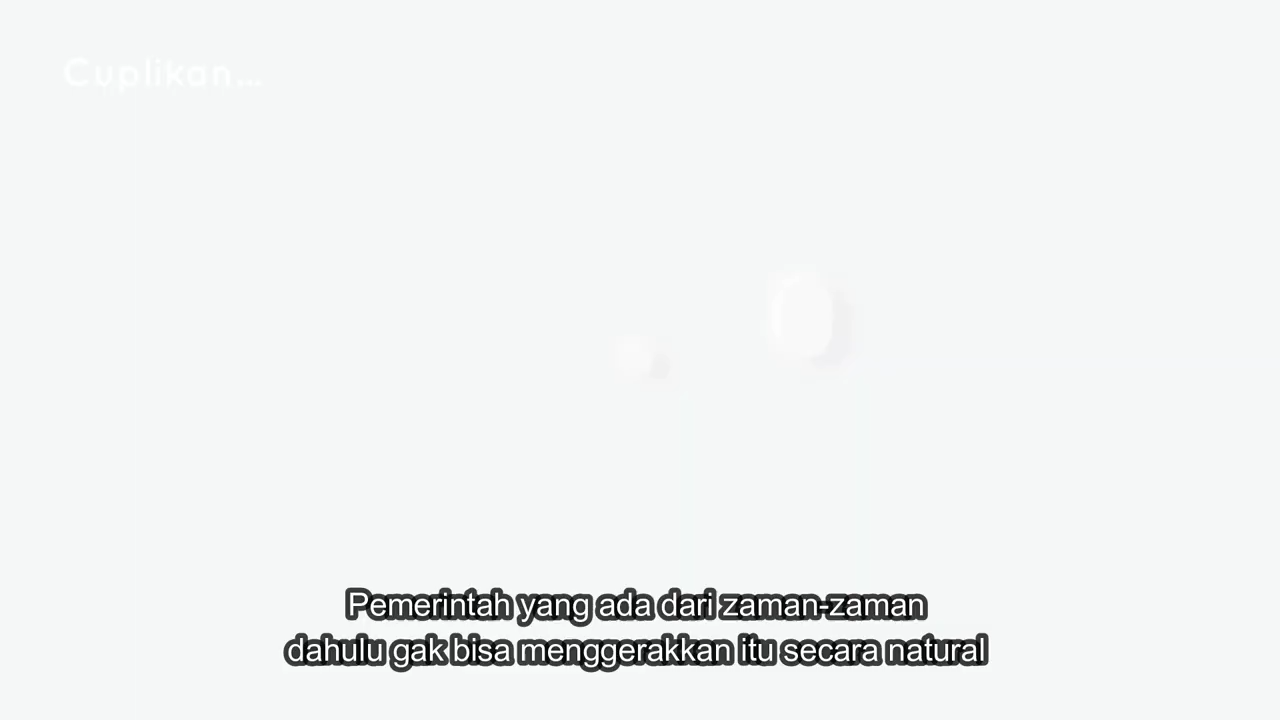 Cuplikan...
Pemerintah yang ada dari zaman-zaman
dahulu gak bisa menggerakkan itu secara natural